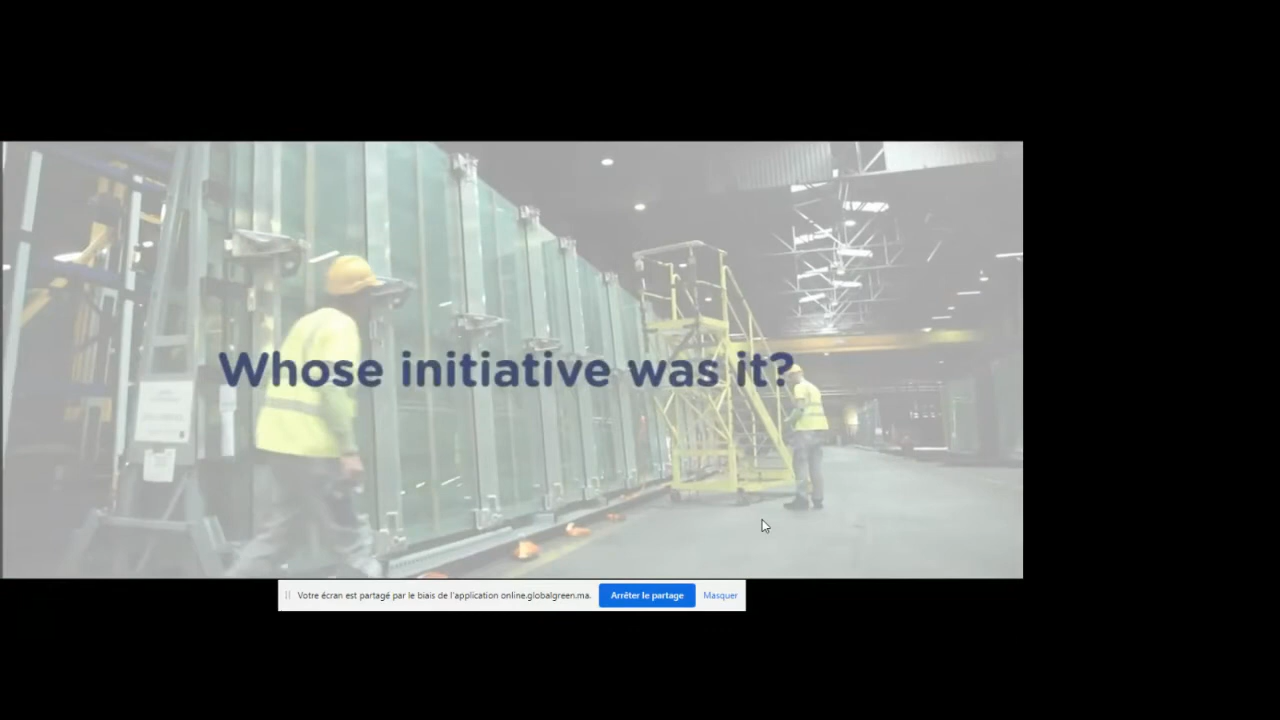 Whose initiative was it?
Votre écran est partagé par le biais de l'application online.globalgreen.ma.
Arrêter le partage
Masquer